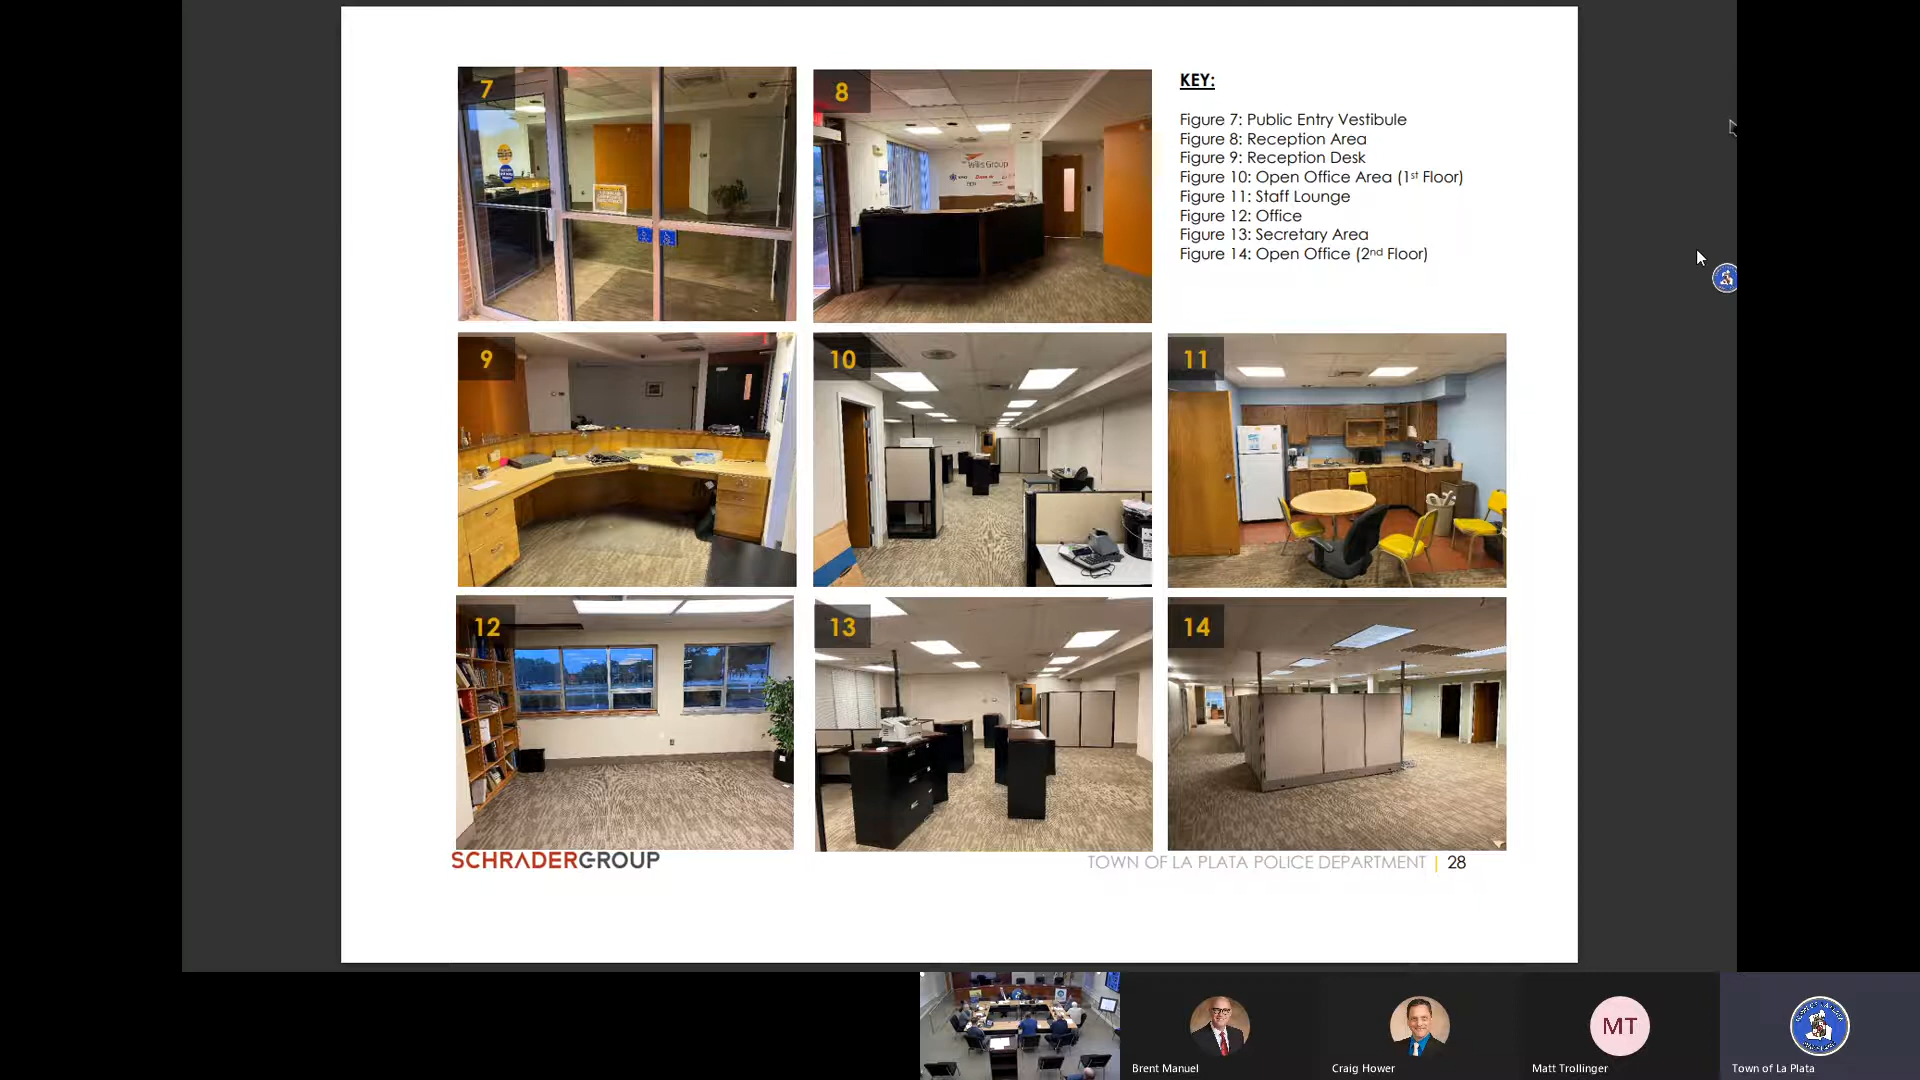 7
8
KEY:
Figure 7: Public Entry Vestibule
Figure 8: Reception Area
Figure 9: Reception Desk
Figure 10: Open Office Area (1st Floor)
Figure 11: Staff Lounge
Figure 12: Office
Figure 13: Secretary Area
Figure 14: Open Office (2nd Floor)
Willis Group
9
10
11
12
13
14
SCHRADERGROUP
TOWN OF LA PLATA POLICE DEPARTMENT | 28
MT
Brent Manuel
Craig Hower
Matt Trollinger
Town of La Plata